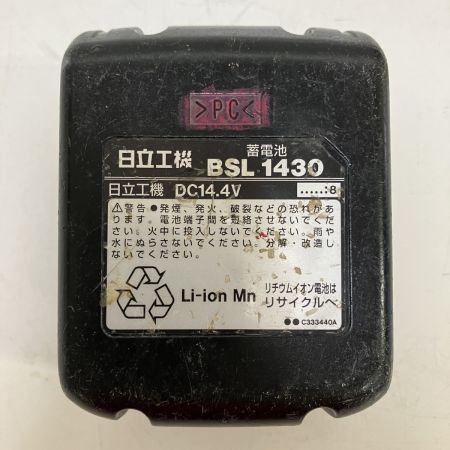 >PC<
日立工機 蓄電池 BSL 1430
日立工機 DC14.4V .....:8
⚠警告 ●発煙、発火、破裂などの恐れがあ
ります。電池端子間を短絡させないでくださ
い。火中に投入しないでください。雨や
水にぬらさないでください。分解・改造し
ないでください。
Li-ion Mn
リチウムイオン電池は
リサイクルへ
●● C333440A